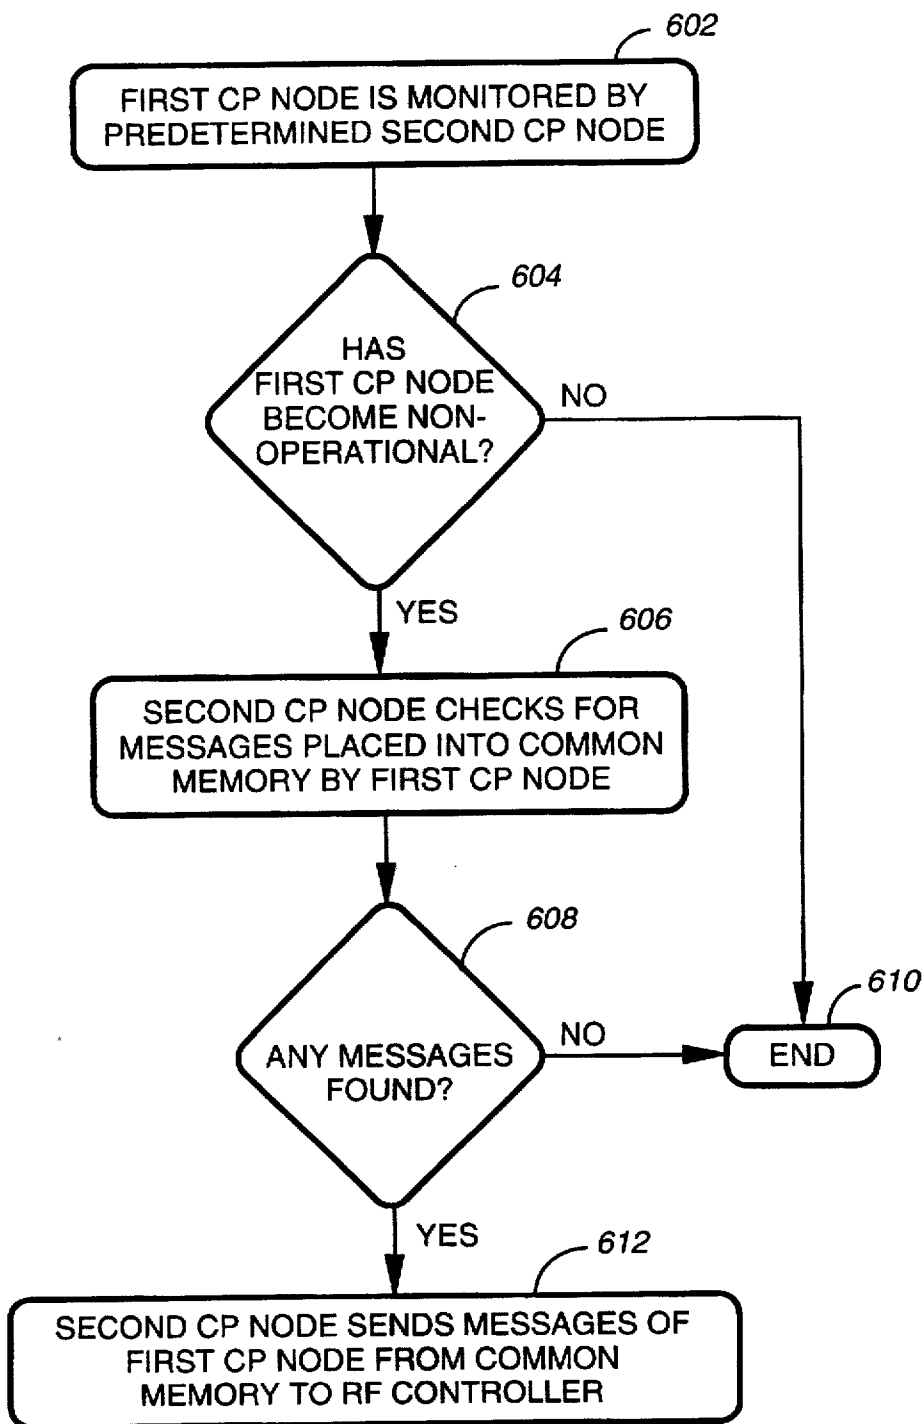 602
FIRST CP NODE IS MONITORED BY
PREDETERMINED SECOND CP NODE
604
HAS
FIRST CP NODE
BECOME NON-
OPERATIONAL?
NO
YES
606
SECOND CP NODE CHECKS FOR
MESSAGES PLACED INTO COMMON
MEMORY BY FIRST CP NODE
608
ANY MESSAGES
FOUND?
NO
610
END
YES
612
SECOND CP NODE SENDS MESSAGES OF
FIRST CP NODE FROM COMMON
MEMORY TO RF CONTROLLER